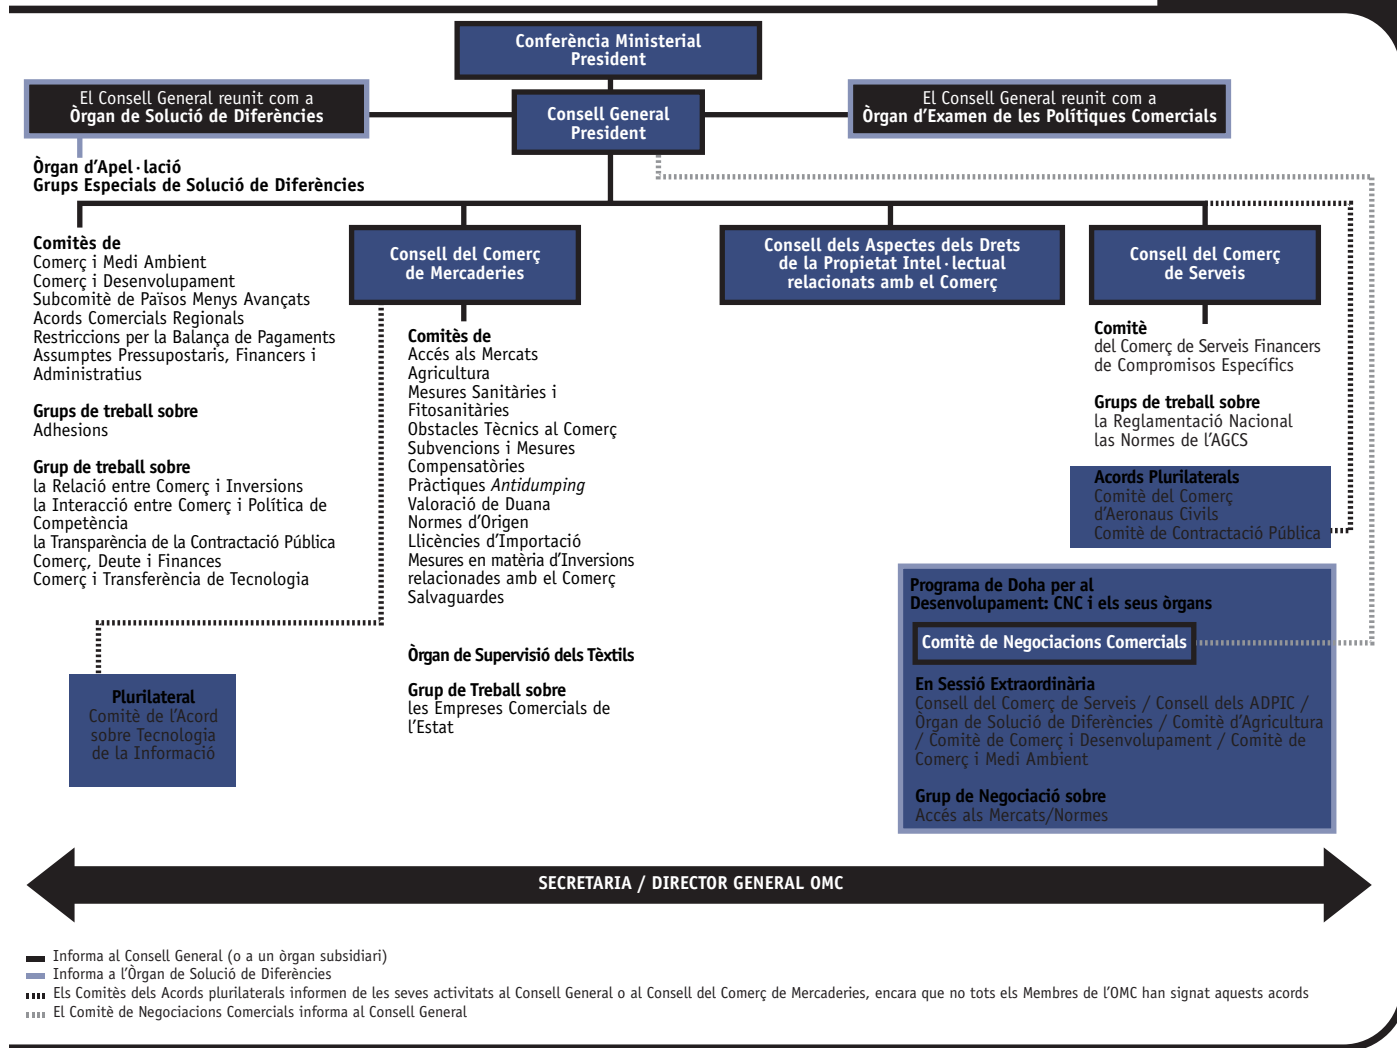 Conferència Ministerial
President
El Consell General reunit com a
Òrgan de Solució de Diferències
Consell General
President
El Consell General reunit com a
Òrgan d'Examen de les Polítiques Comercials
Òrgan d'Apel·lació
Grups Especials de Solució de Diferències
Comitès de
Comerç i Medi Ambient
Comerç i Desenvolupament
Subcomitè de Països Menys Avançats
Acords Comercials Regionals
Restriccions per la Balança de Pagaments
Assumptes Pressupostaris, Financers i
Administratius
Grups de treball sobre
Adhesions
Grup de treball sobre
la Relació entre Comerç i Inversions
la Interacció entre Comerç i Política de
Competència
la Transparència de la Contractació Pública
Comerç, Deute i Finances
Comerç i Transferència de Tecnologia
Plurilateral
Comitè de l'Acord
sobre Tecnologia
de la Informació
Consell del Comerç
de Mercaderies
Comitès de
Accés als Mercats
Agricultura
Mesures Sanitàries i
Fitosanitàries
Obstacles Tècnics al Comerç
Subvencions i Mesures
Compensatòries
Pràctiques Antidumping
Valoració de Duana
Normes d'Origen
Llicències d'Importació
Mesures en matèria d'Inversions
relacionades amb el Comerç
Salvaguardes
Òrgan de Supervisió dels Tèxtils
Grup de Treball sobre
les Empreses Comercials de
l'Estat
Consell dels Aspectes dels Drets
de la Propietat Intel·lectual
relacionats amb el Comerç
Consell del Comerç
de Serveis
Comitè
del Comerç de Serveis Financers
de Compromisos Específics
Grups de treball sobre
la Reglamentació Nacional
las Normes de l'AGCS
Acords Plurilaterals
Comitè del Comerç
d'Aeronaus Civils
Comitè de Contractació Pública
Programa de Doha per al
Desenvolupament: CNC i els seus òrgans
Comitè de Negociacions Comercials
En Sessió Extraordinària
Consell del Comerç de Serveis / Consell dels ADPIC /
Òrgan de Solució de Diferències / Comitè d'Agricultura
/ Comitè de Comerç i Desenvolupament / Comitè de
Comerç i Medi Ambient
Grup de Negociació sobre
Accés als Mercats/Normes
SECRETARIA / DIRECTOR GENERAL OMC
Informa al Consell General (o a un òrgan subsidiari)
Informa a l'Òrgan de Solució de Diferències
Els Comitès dels Acords plurilaterals informen de les seves activitats al Consell General o al Consell del Comerç de Mercaderies, encara que no tots els Membres de l'OMC han signat aquests acords
El Comitè de Negociacions Comercials informa al Consell General